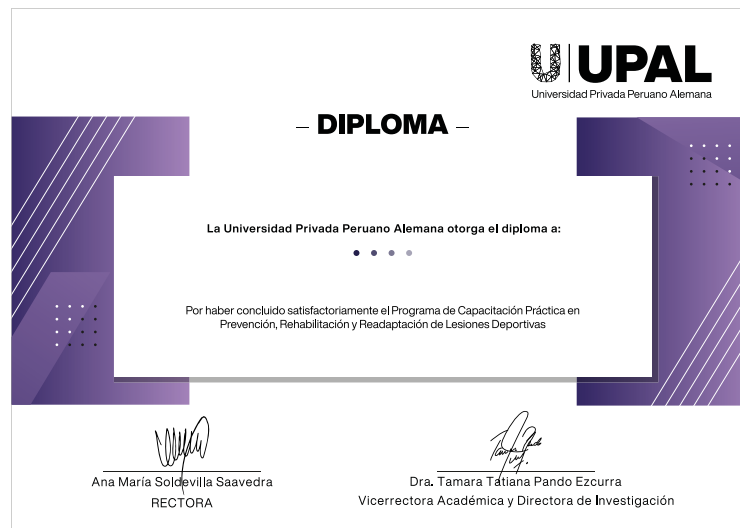 UPAL
Universidad Privada Peruano Alemana
– DIPLOMA –
La Universidad Privada Peruano Alemana otorga el diploma a:
Por haber concluido satisfactoriamente el Programa de Capacitación Práctica en
Prevención, Rehabilitación y Readaptación de Lesiones Deportivas
Ana María Soldevilla Saavedra
RECTORA
Dra. Tamara Tatiana Pando Ezcurra
Vicerrectora Académica y Directora de Investigación